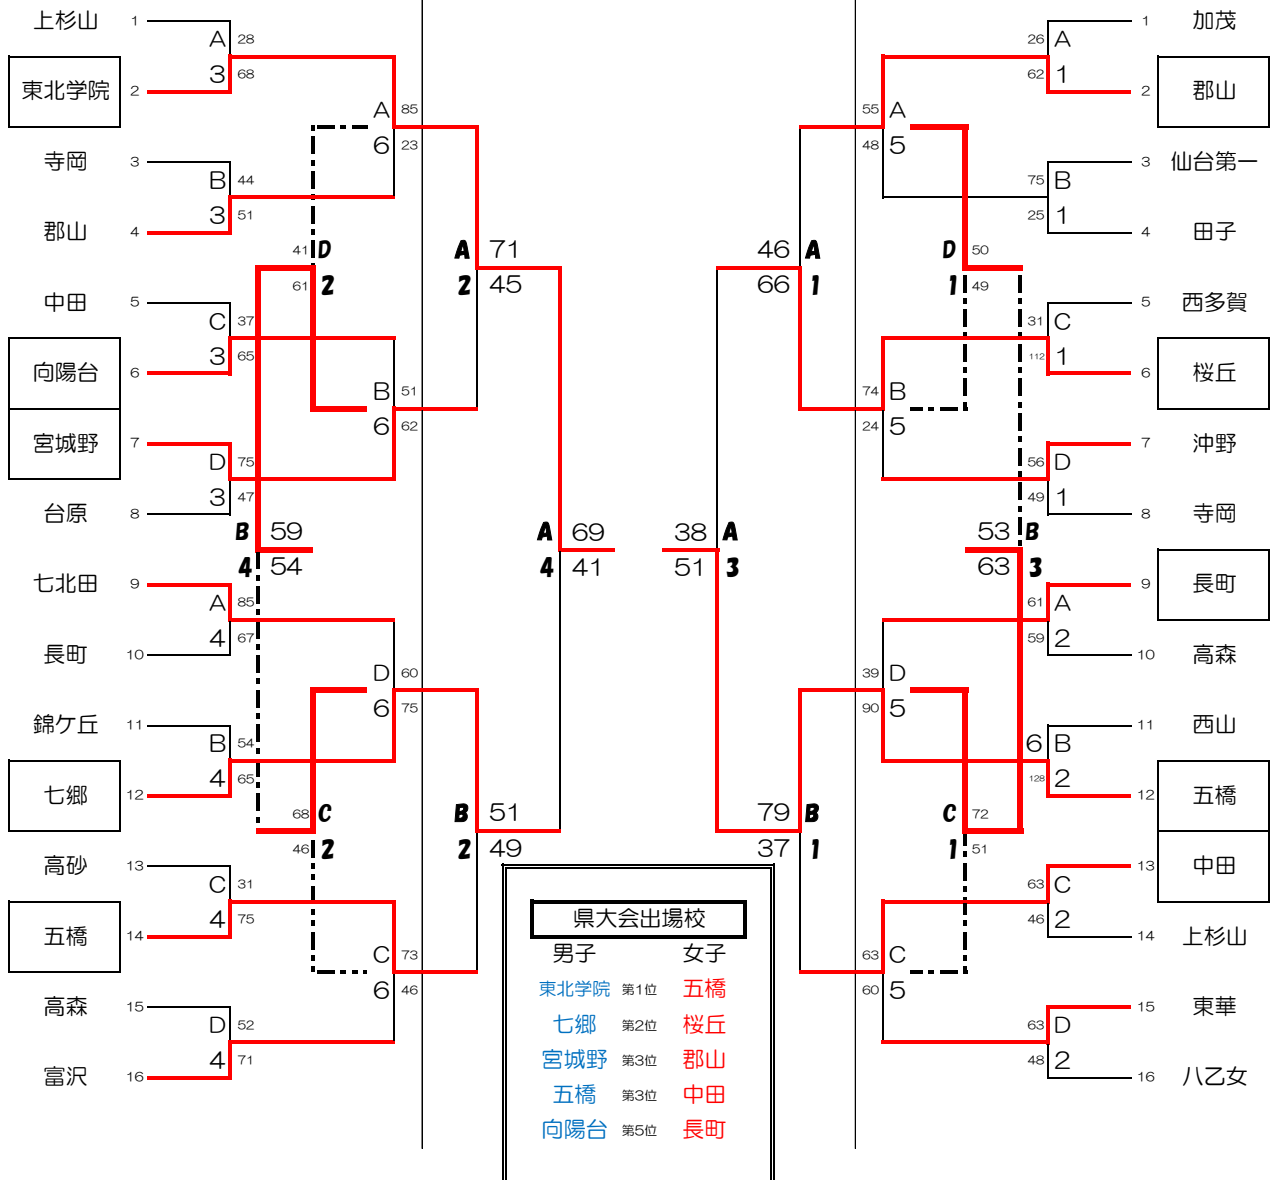 上杉山 1 A 28
東北学院 2 3 68
A 85
6 23
寺岡 3 B 44
郡山 4 3 51
41 D
61 2
A 71
2 45
中田 5 C 37
向陽台 6 3 65
B 51
6 62
宮城野 7 D 75
台原 8 3 47
B 59
4 54
A 69
4 41
七北田 9 A 85
長町 10 4 67
D 60
6 75
錦ケ丘 11 B 54
七郷 12 4 65
68 C
46 2
B 51
2 49
高砂 13 C 31
五橋 14 4 75
C 73
6 46
高森 15 D 52
富沢 16 4 71
26 A 1 加茂
62 1 2 郡山
55 A
48 5
75 B 3 仙台第一
25 1 4 田子
D 50
1 49
46 A
66 1
31 C 5 西多賀
112 1 6 桜丘
74 B
24 5
56 D 7 沖野
49 1 8 寺岡
53 B
63 3
38 A
51 3
61 A 9 長町
59 2 10 高森
39 D
90 5
6 B 11 西山
128 2 12 五橋
C 72
1 51
79 B
37 1
63 C 13 中田
46 2 14 上杉山
63 C
60 5
63 D 15 東華
48 2 16 八乙女
県大会出場校
男子 女子
東北学院 第1位 五橋
七郷 第2位 桜丘
宮城野 第3位 郡山
五橋 第3位 中田
向陽台 第5位 長町